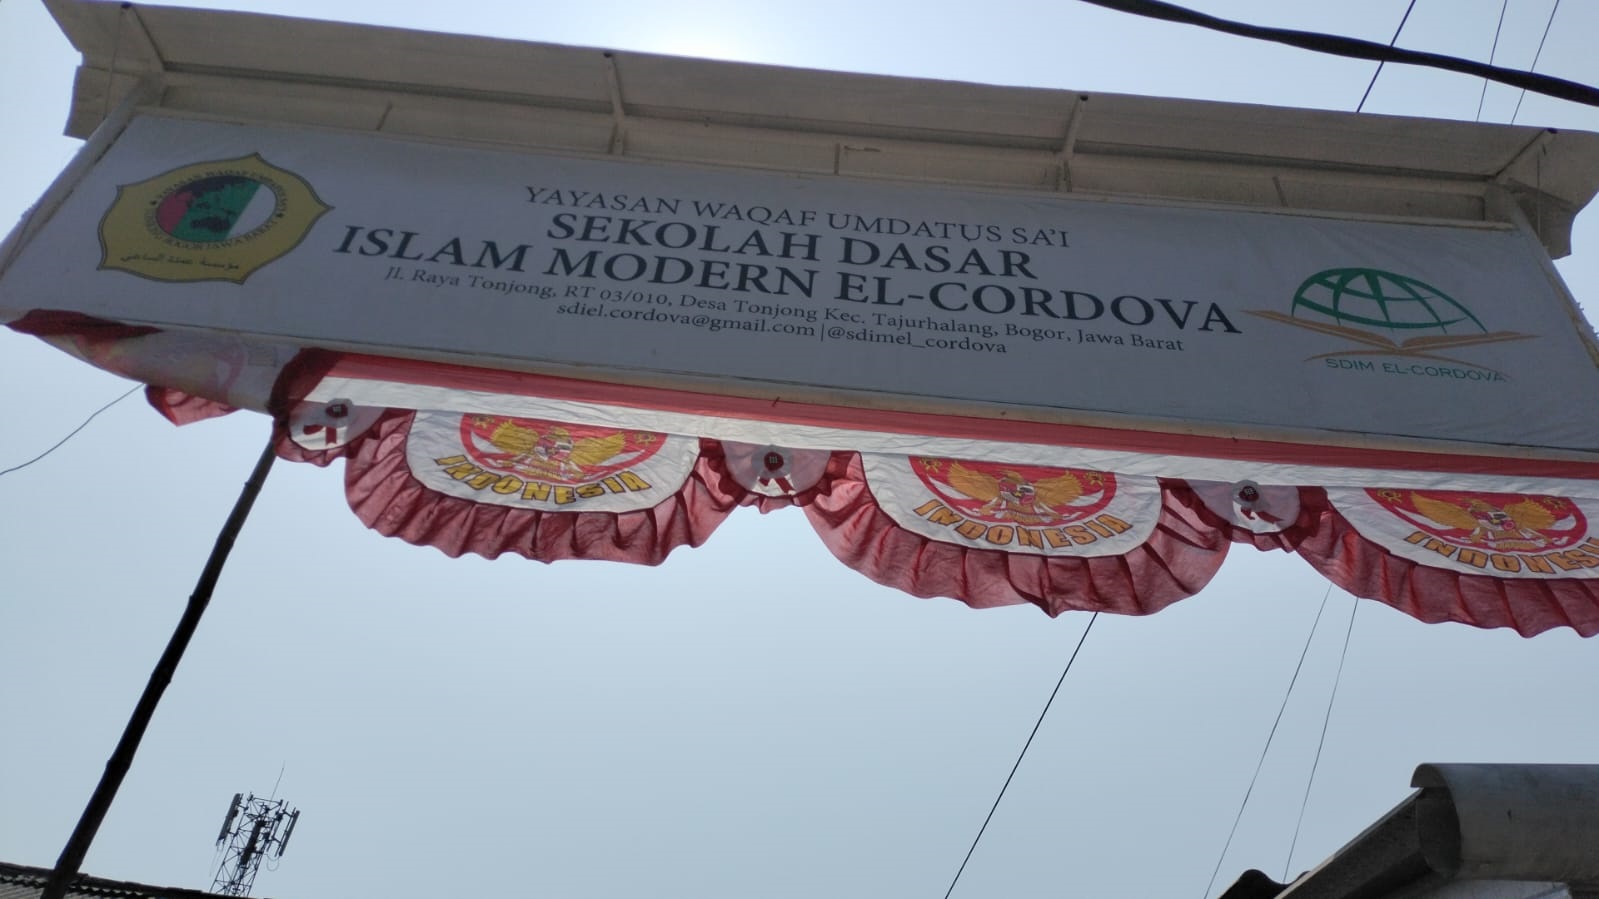 YAYASAN WAQAF UMDATUS SA'I
SEKOLAH DASAR
ISLAM MODERN EL-CORDOVA
Jl. Raya Tonjong, RT 03/010, Desa Tonjong Kec. Tajurhalang, Bogor, Jawa Barat
sdiel.cordova@gmail.com | @sdimel_cordova
SDIM EL-CORDOVA
INDONESIA
INDONESIA
INDONESIA